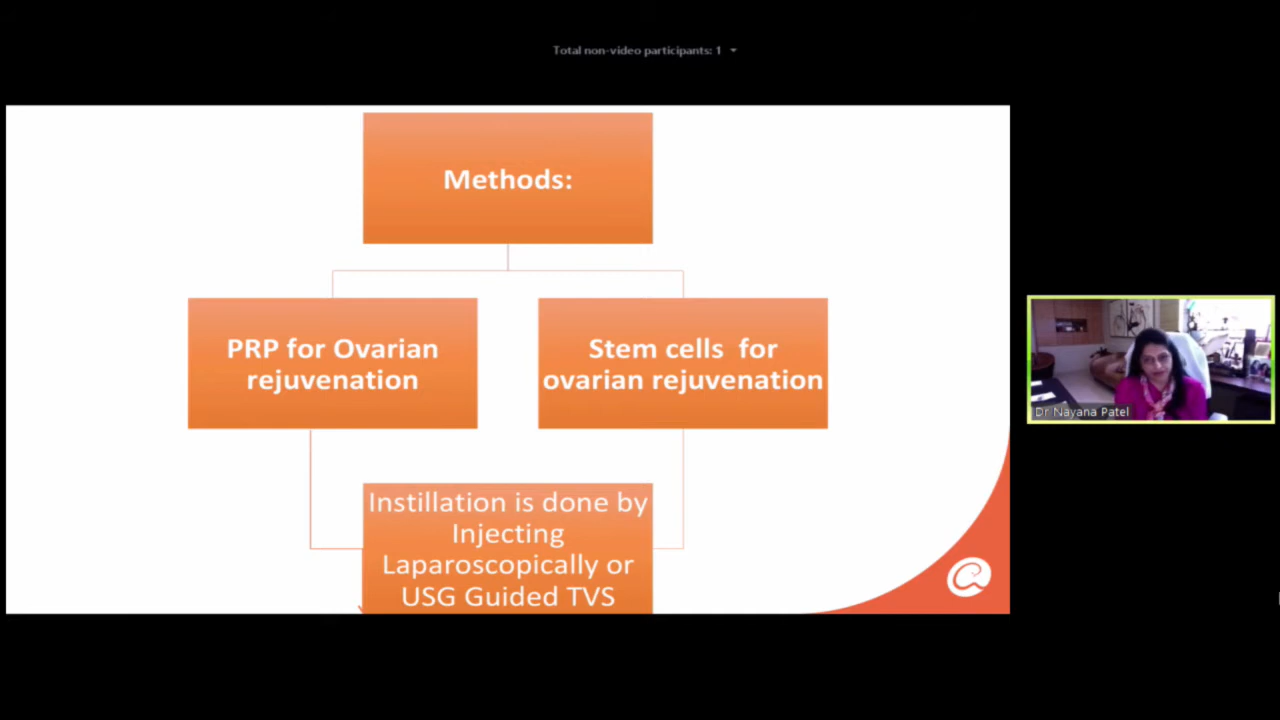 Total non-video participants: 1
Methods:
PRP for Ovarian
rejuvenation
Stem cells for
ovarian rejuvenation
Instillation is done by
Injecting
Laparoscopically or
USG Guided TVS
Dr Nayana Patel